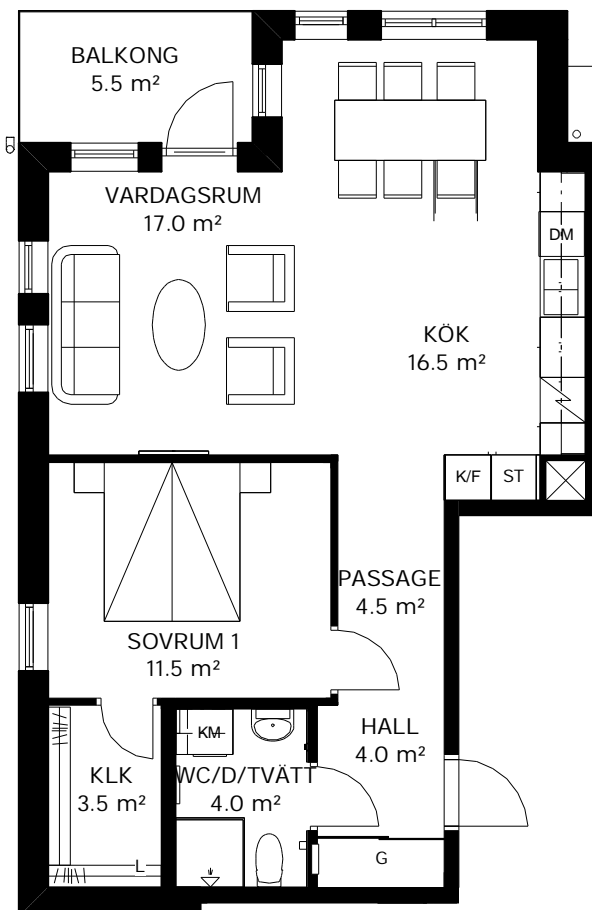 BALKONG
5.5 m²
VARDAGSRUM
17.0 m²
DM
KÖK
16.5 m²
K/F
ST
PASSAGE
4.5 m²
SOVRUM 1
11.5 m²
HALL
4.0 m²
KM
KLK
3.5 m²
WC/D/TVÄTT
4.0 m²
L
G